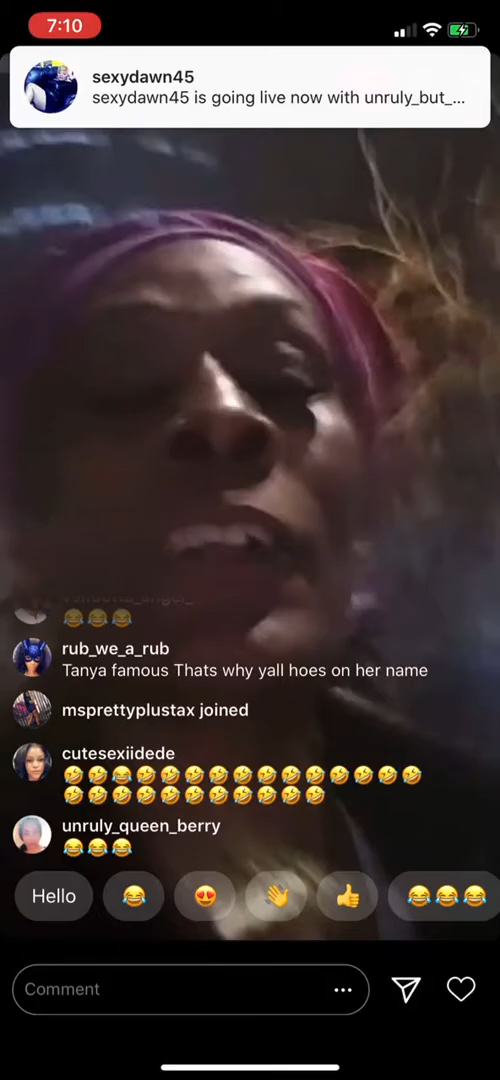 7:10
sexydawn45
sexydawn45 is going live now with unruly_but_...
😂😂😂
rub_we_a_rub
Tanya famous Thats why yall hoes on her name
msprettyplustax joined
cutesexiidede
🤣🤣😂🤣🤣🤣🤣🤣🤣🤣🤣🤣🤣🤣🤣
🤣🤣🤣🤣🤣🤣🤣🤣🤣🤣🤣
unruly_queen_berry
😂😂😂
Hello 😂 😍 👋 👍 😂😂😂
Comment ...